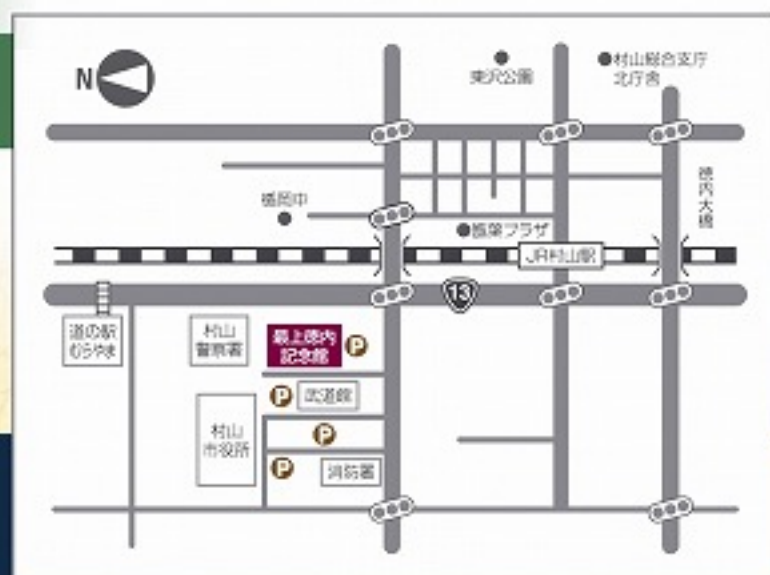 N
東沢公園
村山総合支庁
北庁舎
徳内大橋
楯岡中
甑葉プラザ
JR村山駅
13
道の駅
むらやま
村山
警察署
最上徳内
記念館
P
P
武道館
村山
市役所
P
P
消防署